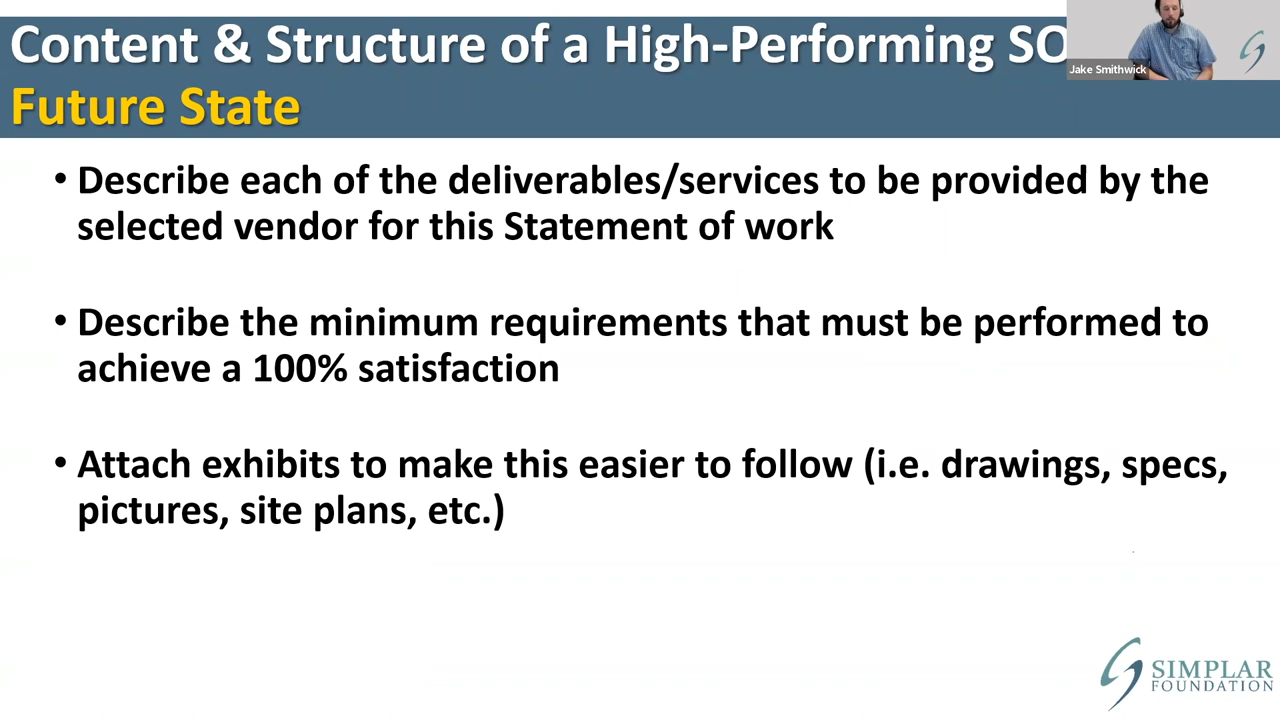 Content & Structure of a High-Performing SO
Jake Smithwick
Future State
• Describe each of the deliverables/services to be provided by the
selected vendor for this Statement of work
• Describe the minimum requirements that must be performed to
achieve a 100% satisfaction
• Attach exhibits to make this easier to follow (i.e. drawings, specs,
pictures, site plans, etc.)
SIMPLAR
FOUNDATION